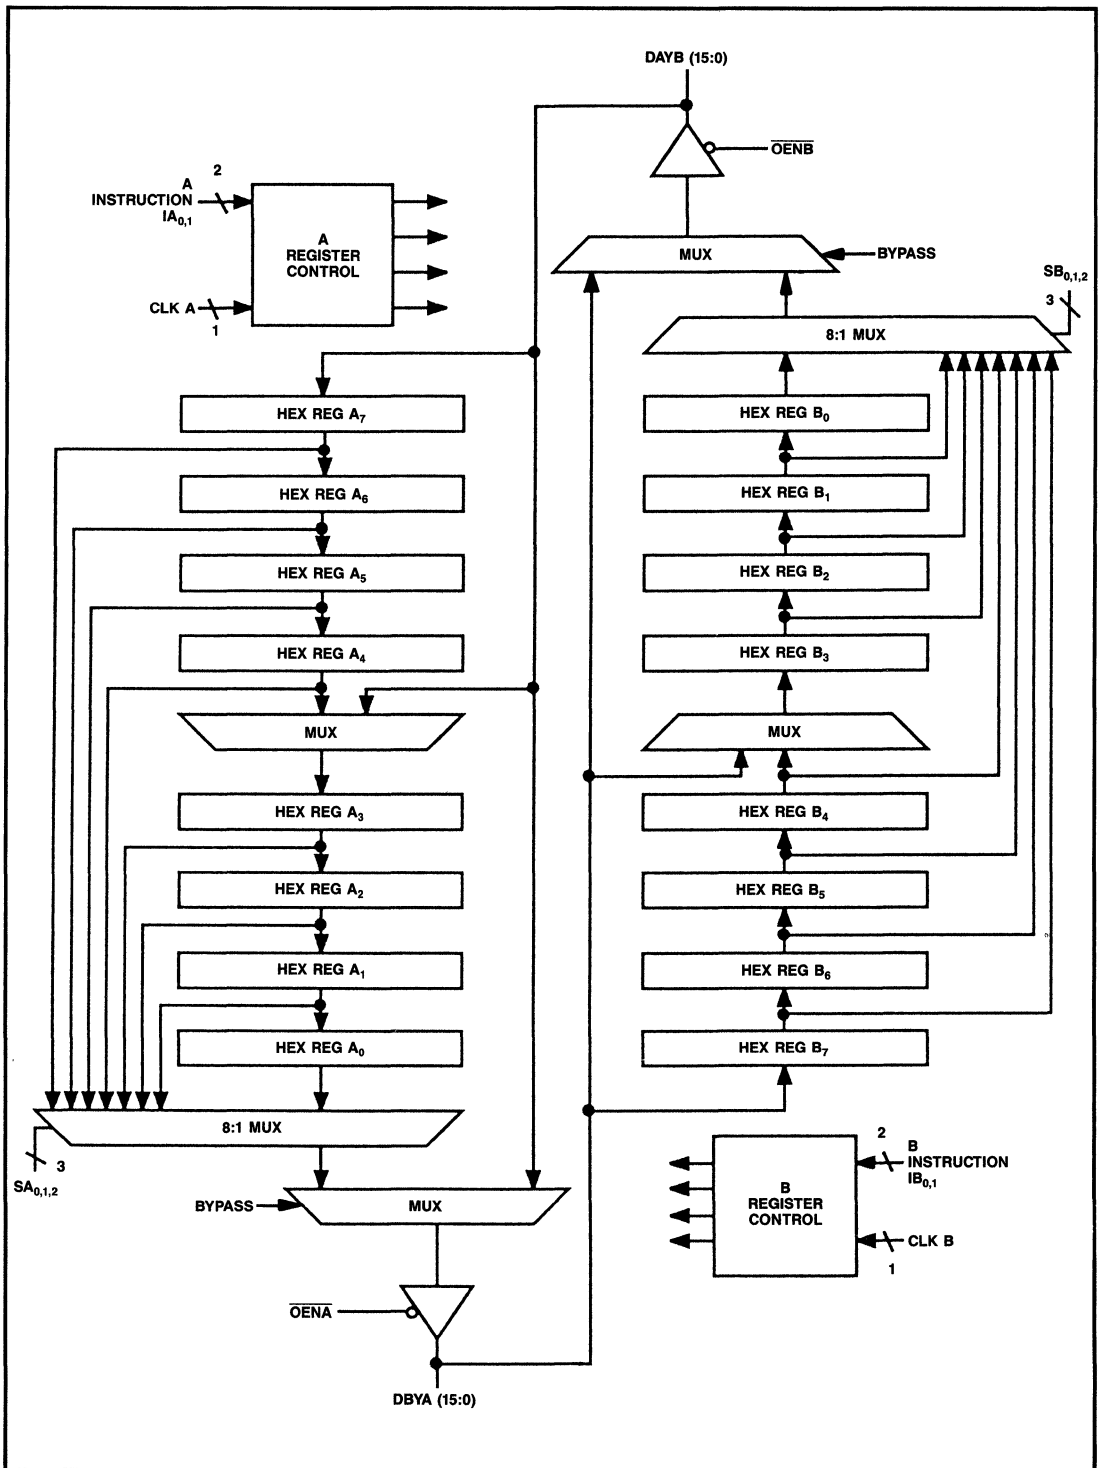 DAYB (15:0)
OENB
MUX
BYPASS
SB0,1,2
3
8:1 MUX
2
A
INSTRUCTION
IA0,1
A
REGISTER
CONTROL
CLK A
1
HEX REG A7
HEX REG A6
HEX REG A5
HEX REG A4
MUX
HEX REG A3
HEX REG A2
HEX REG A1
HEX REG A0
8:1 MUX
3
SA0,1,2
BYPASS
MUX
OENA
DBYA (15:0)
HEX REG B0
HEX REG B1
HEX REG B2
HEX REG B3
MUX
HEX REG B4
HEX REG B5
HEX REG B6
HEX REG B7
2
B
INSTRUCTION
IB0,1
B
REGISTER
CONTROL
CLK B
1